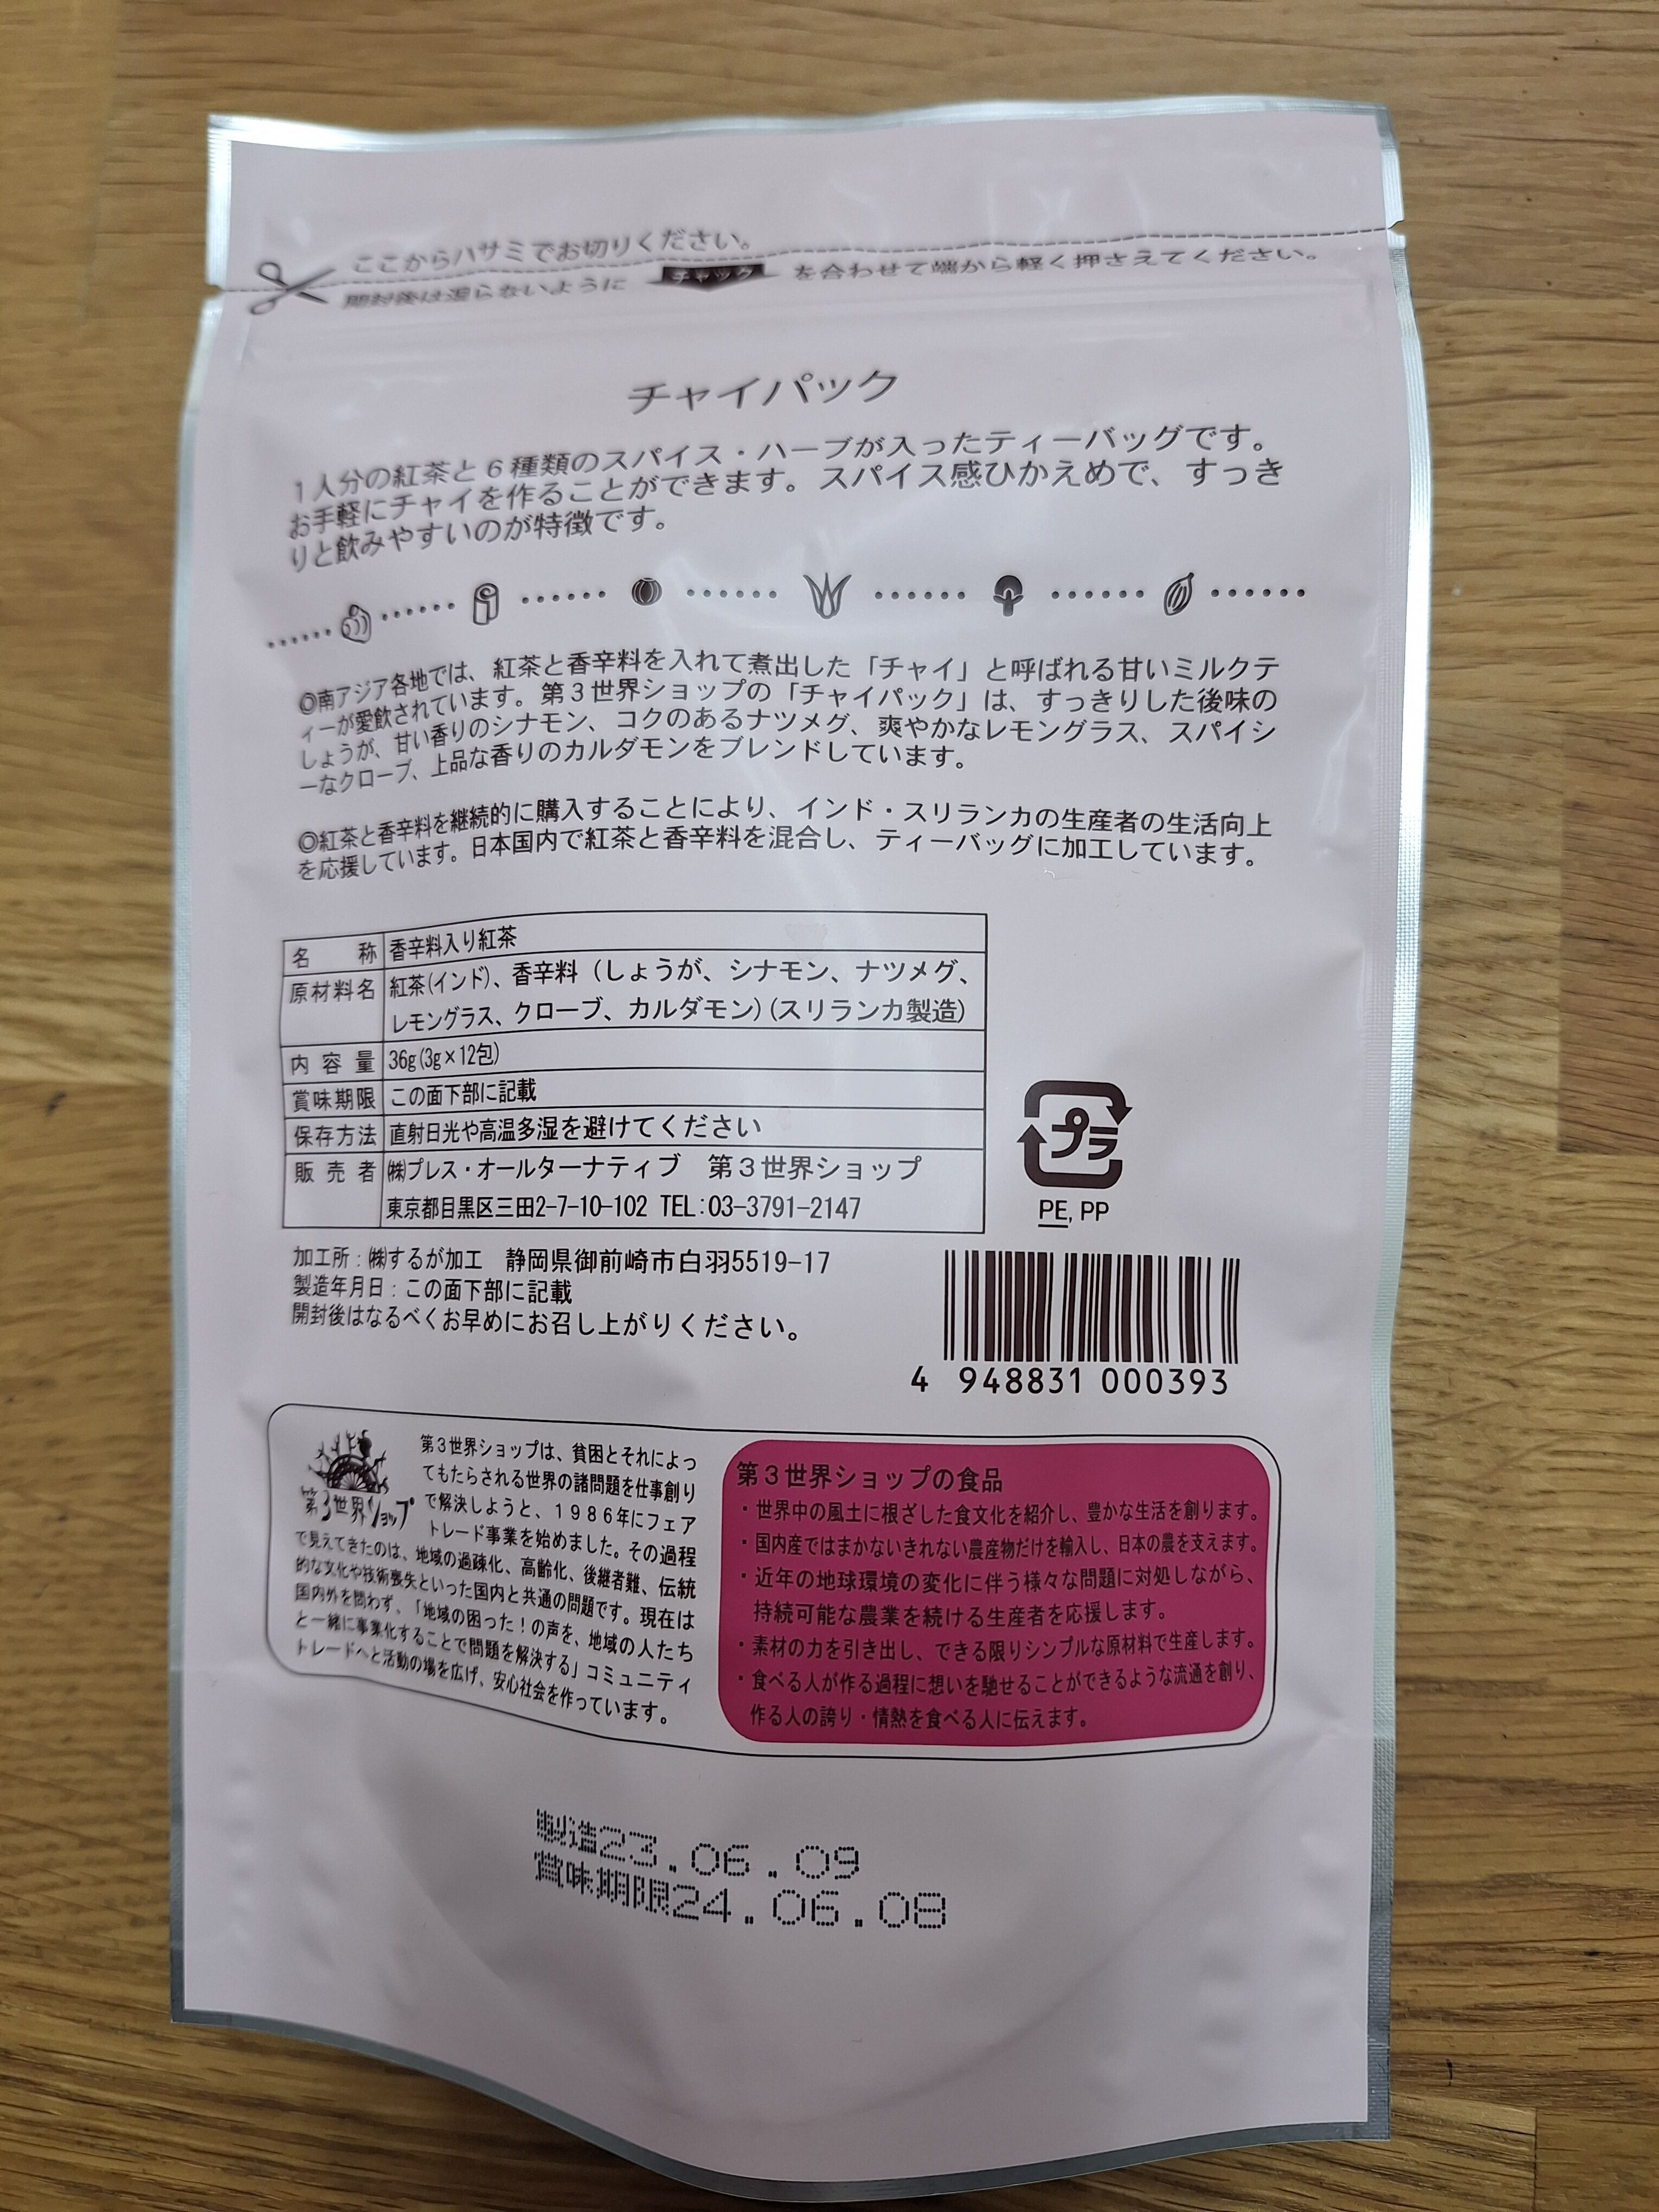 ここからハサミでお切りください。
開封後は湿らないように チャック を合わせて端から軽く押さえてください。
チャイパック
1人分の紅茶と6種類のスパイス・ハーブが入ったティーバッグです。
お手軽にチャイを作ることができます。スパイス感ひかえめで、すっき
りと飲みやすいのが特徴です。
◎南アジア各地では、紅茶と香辛料を入れて煮出した「チャイ」と呼ばれる甘いミルクテ
ィーが愛飲されています。第3世界ショップの「チャイパック」は、すっきりした後味の
しょうが、甘い香りのシナモン、コクのあるナツメグ、爽やかなレモングラス、スパイシ
ーなクローブ、上品な香りのカルダモンをブレンドしています。
◎紅茶と香辛料を継続的に購入することにより、インド・スリランカの生産者の生活向上
を応援しています。日本国内で紅茶と香辛料を混合し、ティーバッグに加工しています。
名 称 香辛料入り紅茶
原材料名 紅茶(インド)、香辛料（しょうが、シナモン、ナツメグ、
レモングラス、クローブ、カルダモン)(スリランカ製造)
内容量 36g(3g×12包)
賞味期限 この面下部に記載
保存方法 直射日光や高温多湿を避けてください
販売者 ㈱プレス・オールターナティブ 第3世界ショップ
東京都目黒区三田2-7-10-102 TEL:03-3791-2147
プラ
PE, PP
加工所：㈱するが加工 静岡県御前崎市白羽5519-17
製造年月日：この面下部に記載
開封後はなるべくお早めにお召し上がりください。
4 948831 000393
第3世界ショップ
第3世界ショップは、貧困とそれによっ
てもたらされる世界の諸問題を仕事創り
で解決しようと、1986年にフェア
トレード事業を始めました。その過程
で見えてきたのは、地域の過疎化、高齢化、後継者難、伝統
的な文化や技術喪失といった国内と共通の問題です。現在は
国内外を問わず、「地域の困った！の声を、地域の人たち
と一緒に事業化することで問題を解決する」コミュニティ
トレードへと活動の場を広げ、安心社会を作っています。
第3世界ショップの食品
・世界中の風土に根ざした食文化を紹介し、豊かな生活を創ります。
・国内産ではまかないきれない農産物だけを輸入し、日本の農を支えます。
・近年の地球環境の変化に伴う様々な問題に対処しながら、
持続可能な農業を続ける生産者を応援します。
・素材の力を引き出し、できる限りシンプルな原材料で生産します。
・食べる人が作る過程に想いを馳せることができるような流通を創り、
作る人の誇り・情熱を食べる人に伝えます。
製造23.06.09
賞味期限24.06.08